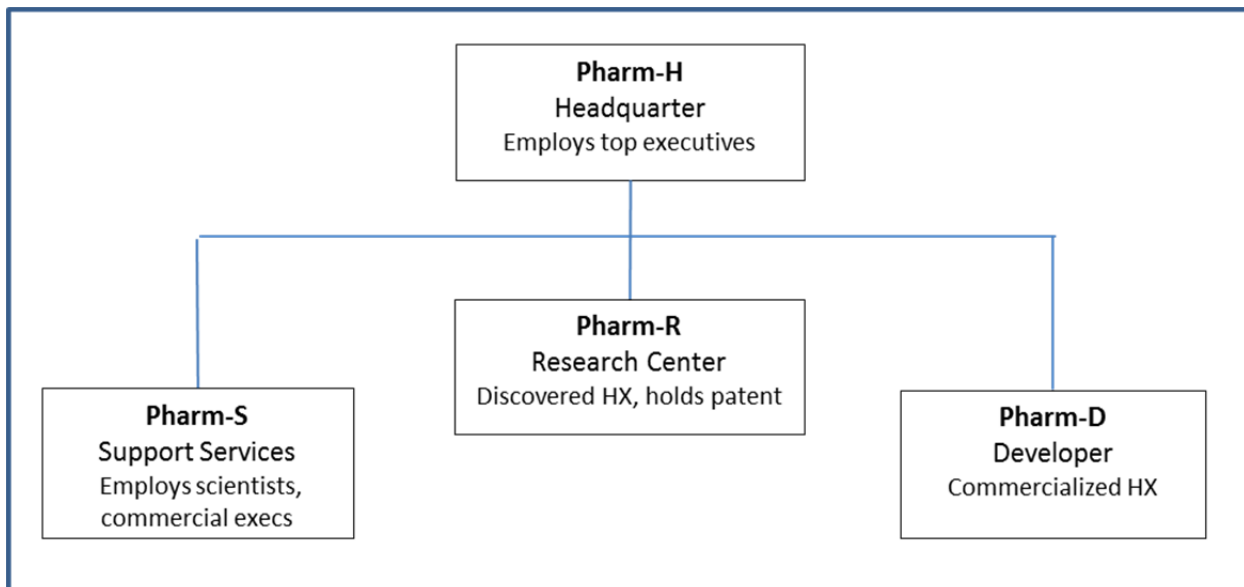 Pharm-H
Headquarter
Employs top executives
Pharm-R
Research Center
Discovered HX, holds patent
Pharm-S
Support Services
Employs scientists,
commercial execs
Pharm-D
Developer
Commercialized HX